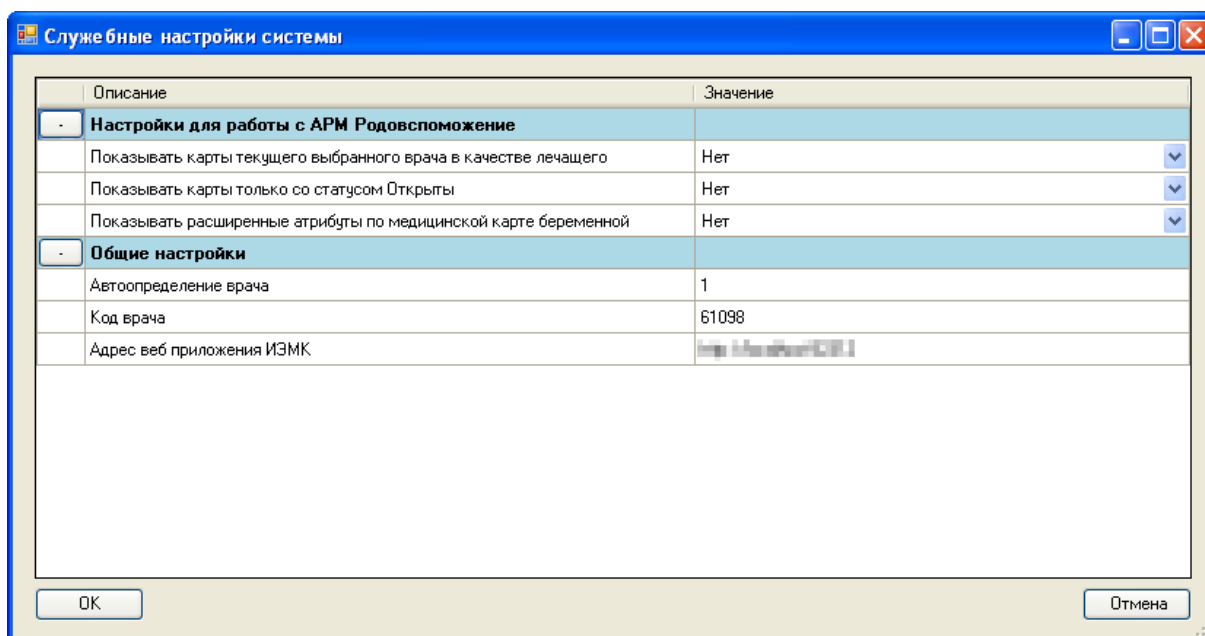 Служебные настройки системы
Описание Значение
- Настройки для работы с АРМ Родовспоможение
Показывать карты текущего выбранного врача в качестве лечащего Нет
Показывать карты только со статусом Открыты Нет
Показывать расширенные атрибуты по медицинской карте беременной Нет
- Общие настройки
Автоопределение врача 1
Код врача 61098
Адрес веб приложения ИЭМК
OK Отмена